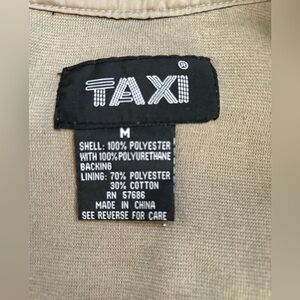 TAXI®
M
SHELL: 100% POLYESTER
WITH 100% POLYURETHANE
BACKING
LINING: 70% POLYESTER
30% COTTON
RN 57686
MADE IN CHINA
SEE REVERSE FOR CARE